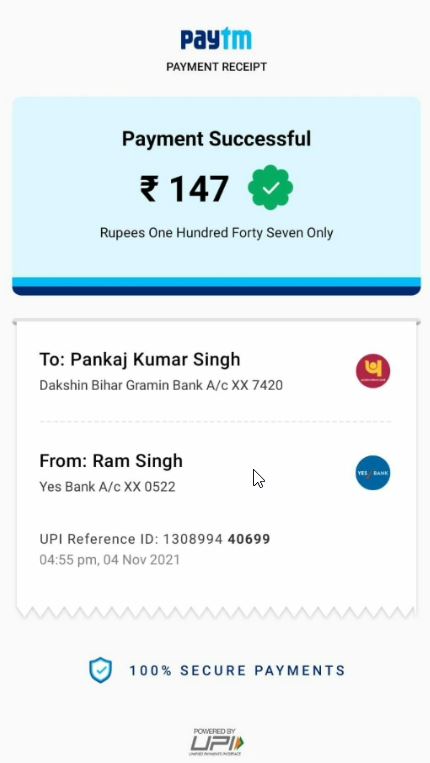 paytm
PAYMENT RECEIPT
Payment Successful
₹ 147
Rupees One Hundred Forty Seven Only
To: Pankaj Kumar Singh
Dakshin Bihar Gramin Bank A/c XX 7420
From: Ram Singh
YES BANK
Yes Bank A/c XX 0522
UPI Reference ID: 1308994 40699
04:55 pm, 04 Nov 2021
100% SECURE PAYMENTS
POWERED BY
UPI
UNIFIED PAYMENTS INTERFACE